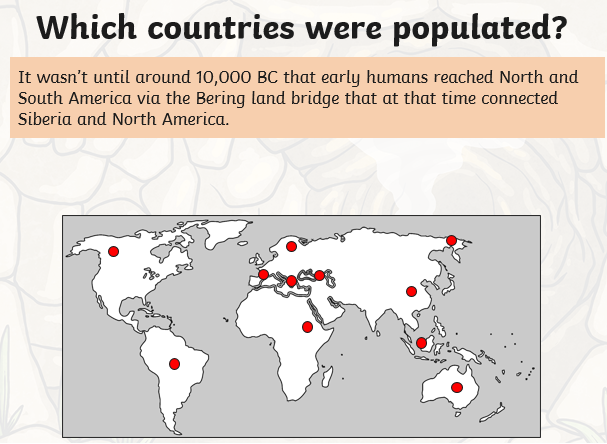 Which countries were populated?
It wasn't until around 10,000 BC that early humans reached North and
South America via the Bering land bridge that at that time connected
Siberia and North America.